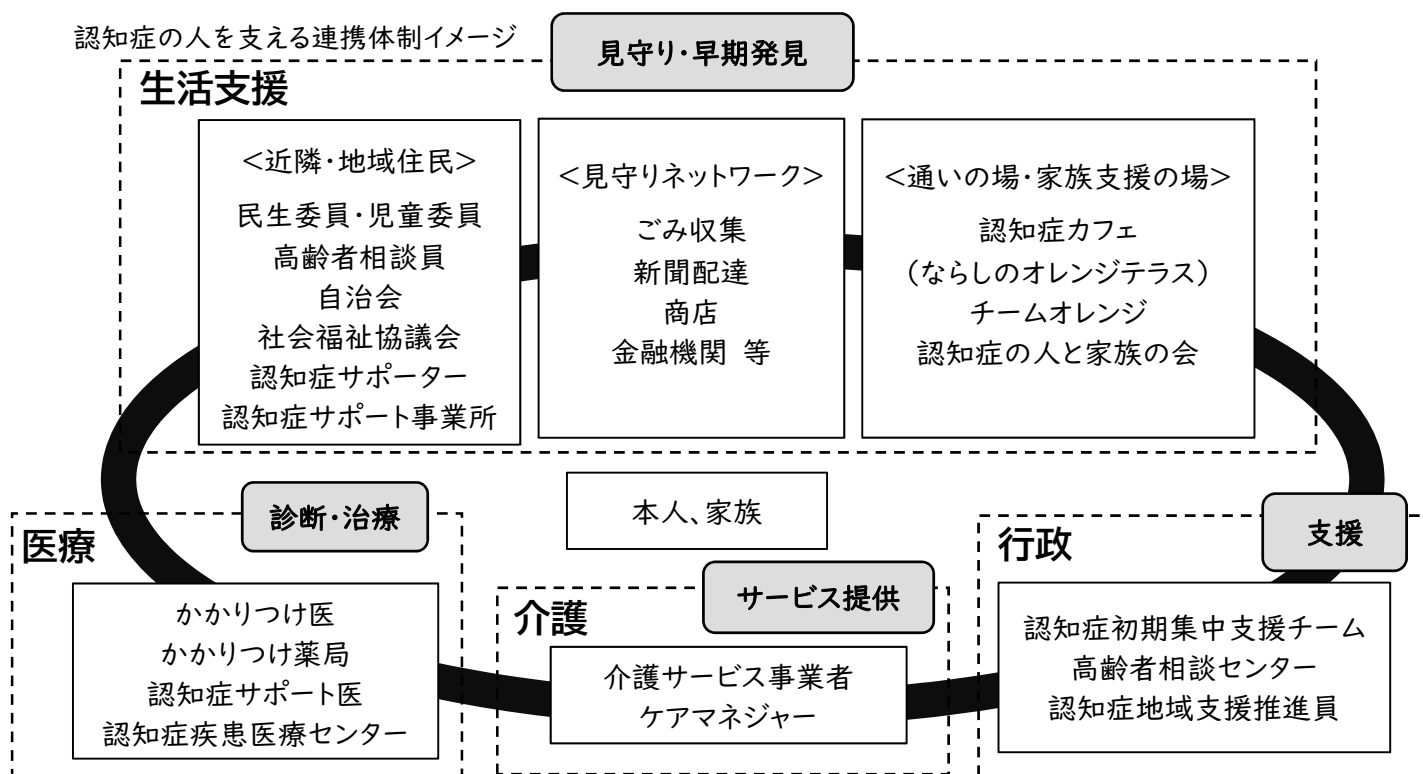 認知症の人を支える連携体制イメージ
見守り・早期発見
生活支援
<近隣・地域住民>
民生委員・児童委員
高齢者相談員
自治会
社会福祉協議会
認知症サポーター
認知症サポート事業所
<見守りネットワーク>
ごみ収集
新聞配達
商店
金融機関 等
<通いの場・家族支援の場>
認知症カフェ
(ならしのオレンジテラス)
チームオレンジ
認知症の人と家族の会
本人、家族
診断・治療
医療
かかりつけ医
かかりつけ薬局
認知症サポート医
認知症疾患医療センター
サービス提供
介護
介護サービス事業者
ケアマネジャー
支援
行政
認知症初期集中支援チーム
高齢者相談センター
認知症地域支援推進員